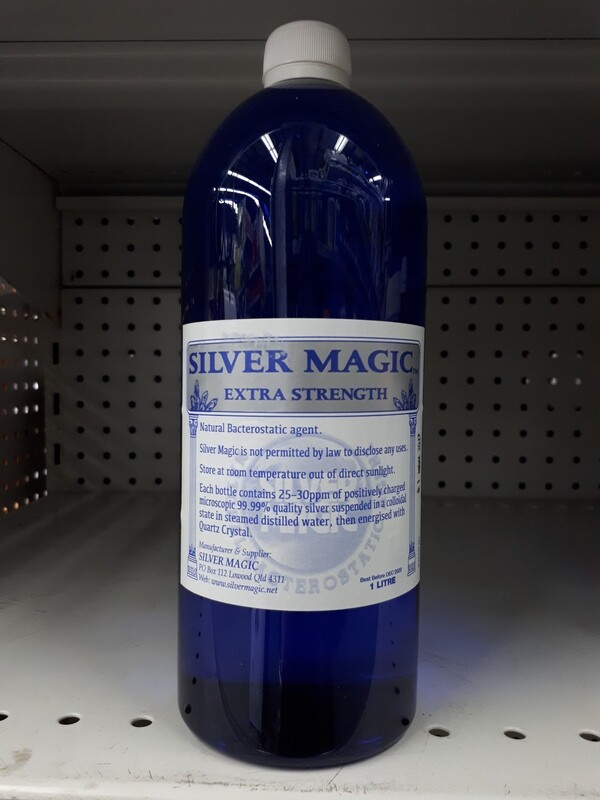 SILVER MAGIC
EXTRA STRENGTH
Natural Bacterostatic agent.
Silver Magic is not permitted by law to disclose any uses.
Store at room temperature out of direct sunlight.
Each bottle contains 25-30ppm of positively charged
microscopic 99.99% quality silver suspended in a colloidal
state in steamed distilled water, then energised with
Quartz Crystal.
Manufacturer & Supplier:
SILVER MAGIC
PO Box 112 Lowood Qld 4311
Web: www.silvermagic.net
1 LITRE